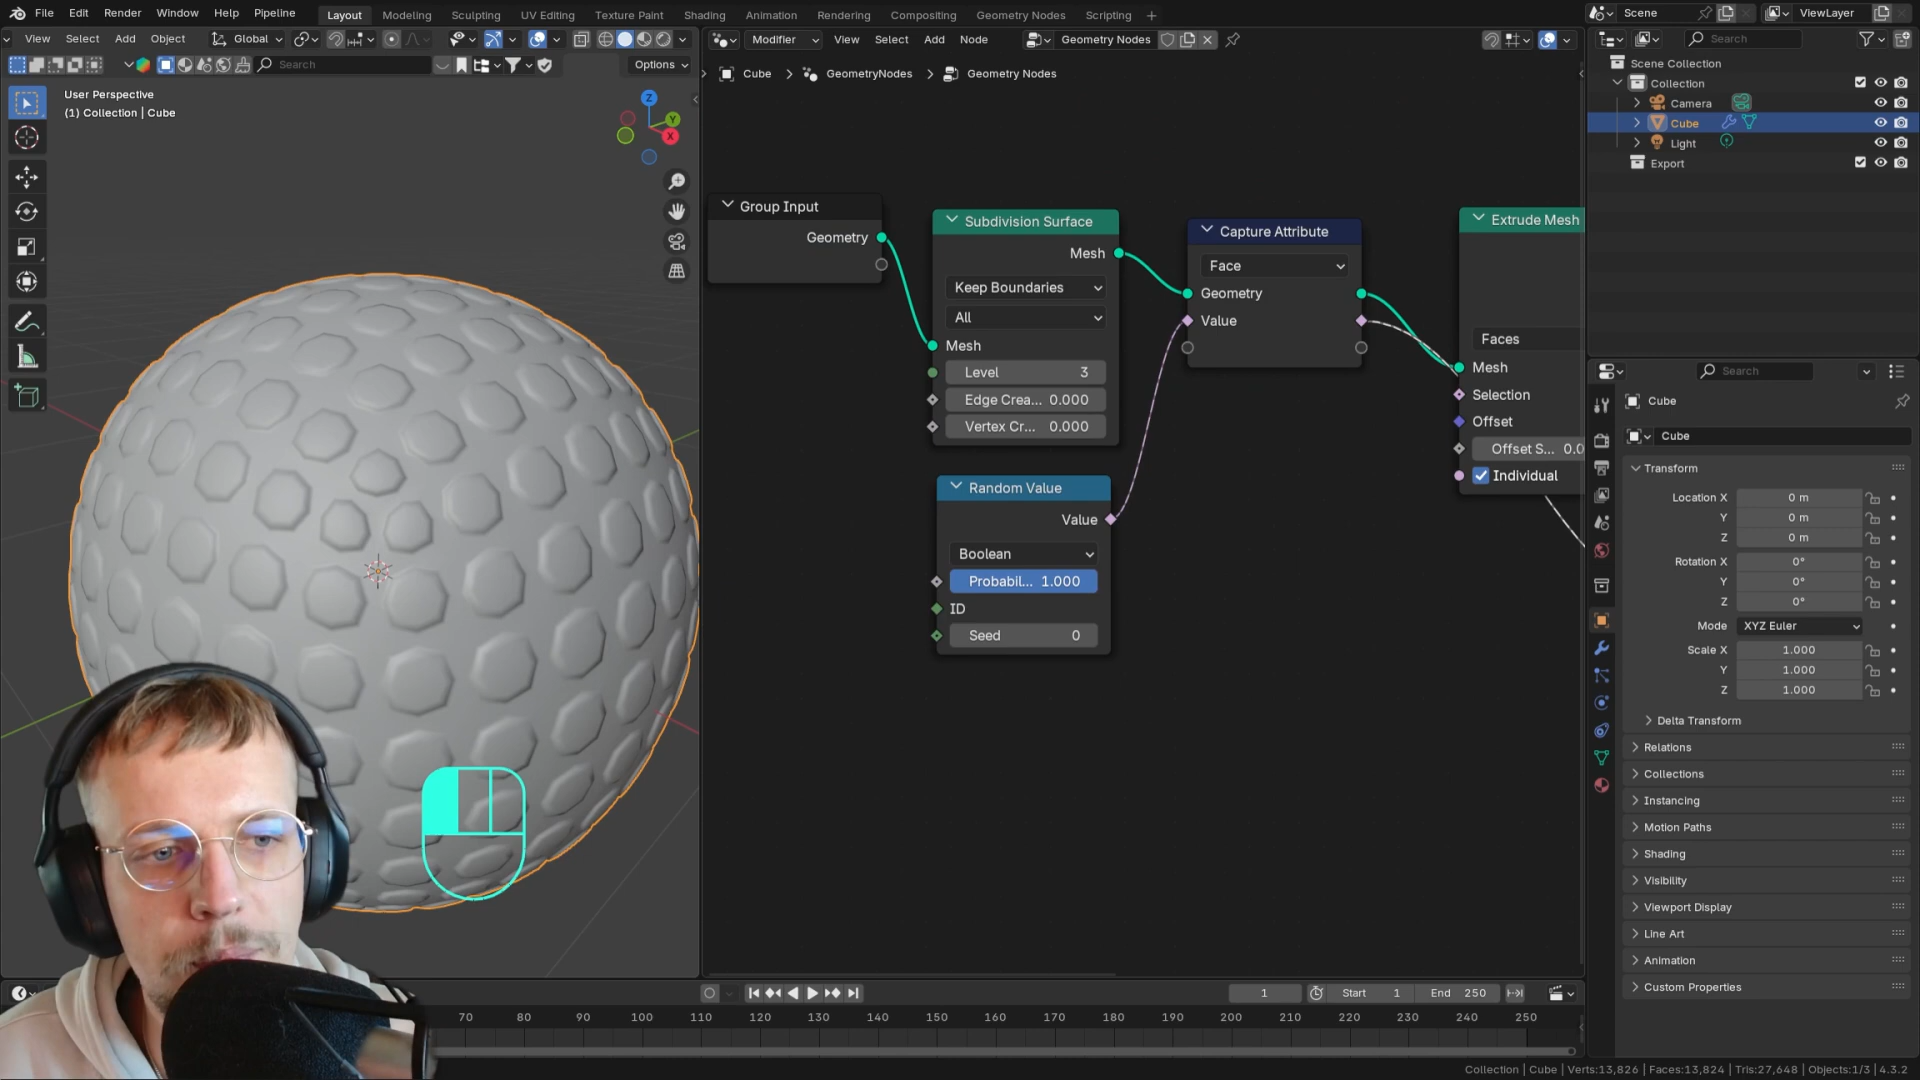 File Edit Render Window Help Pipeline Layout Modeling Sculpting UV Editing Texture Paint Shading Animation Rendering Compositing Geometry Nodes Scripting Scene ViewLayer
View Select Add Object Global
Modifier View Select Add Node Geometry Nodes
Search
Search Options
User Perspective
(1) Collection | Cube
Z
Y
X
Cube GeometryNodes Geometry Nodes
Group Input
Geometry
Subdivision Surface
Mesh
Keep Boundaries
All
Mesh
Level 3
Edge Crea... 0.000
Vertex Cr... 0.000
Random Value
Value
Boolean
Probabil... 1.000
ID
Seed 0
Capture Attribute
Face
Geometry
Value
Extrude Mesh
Faces
Mesh
Selection
Offset
Offset S... 0.0
Individual
Scene Collection
Collection
Camera
Cube
Light
Export
Search
Cube
Cube
Transform
Location X 0 m
Y 0 m
Z 0 m
Rotation X 0°
Y 0°
Z 0°
Mode XYZ Euler
Scale X 1.000
Y 1.000
Z 1.000
Delta Transform
Relations
Collections
Instancing
Motion Paths
Shading
Visibility
Viewport Display
Line Art
Animation
Custom Properties
1 Start 1 End 250
70 80 90 100 110 120 130 140 150 160 170 180 190 200 210 220 230 240 250
Collection | Cube | Verts:13,826 | Faces:13,824 | Tris:27,648 | Objects:1/3 | 4.3.2